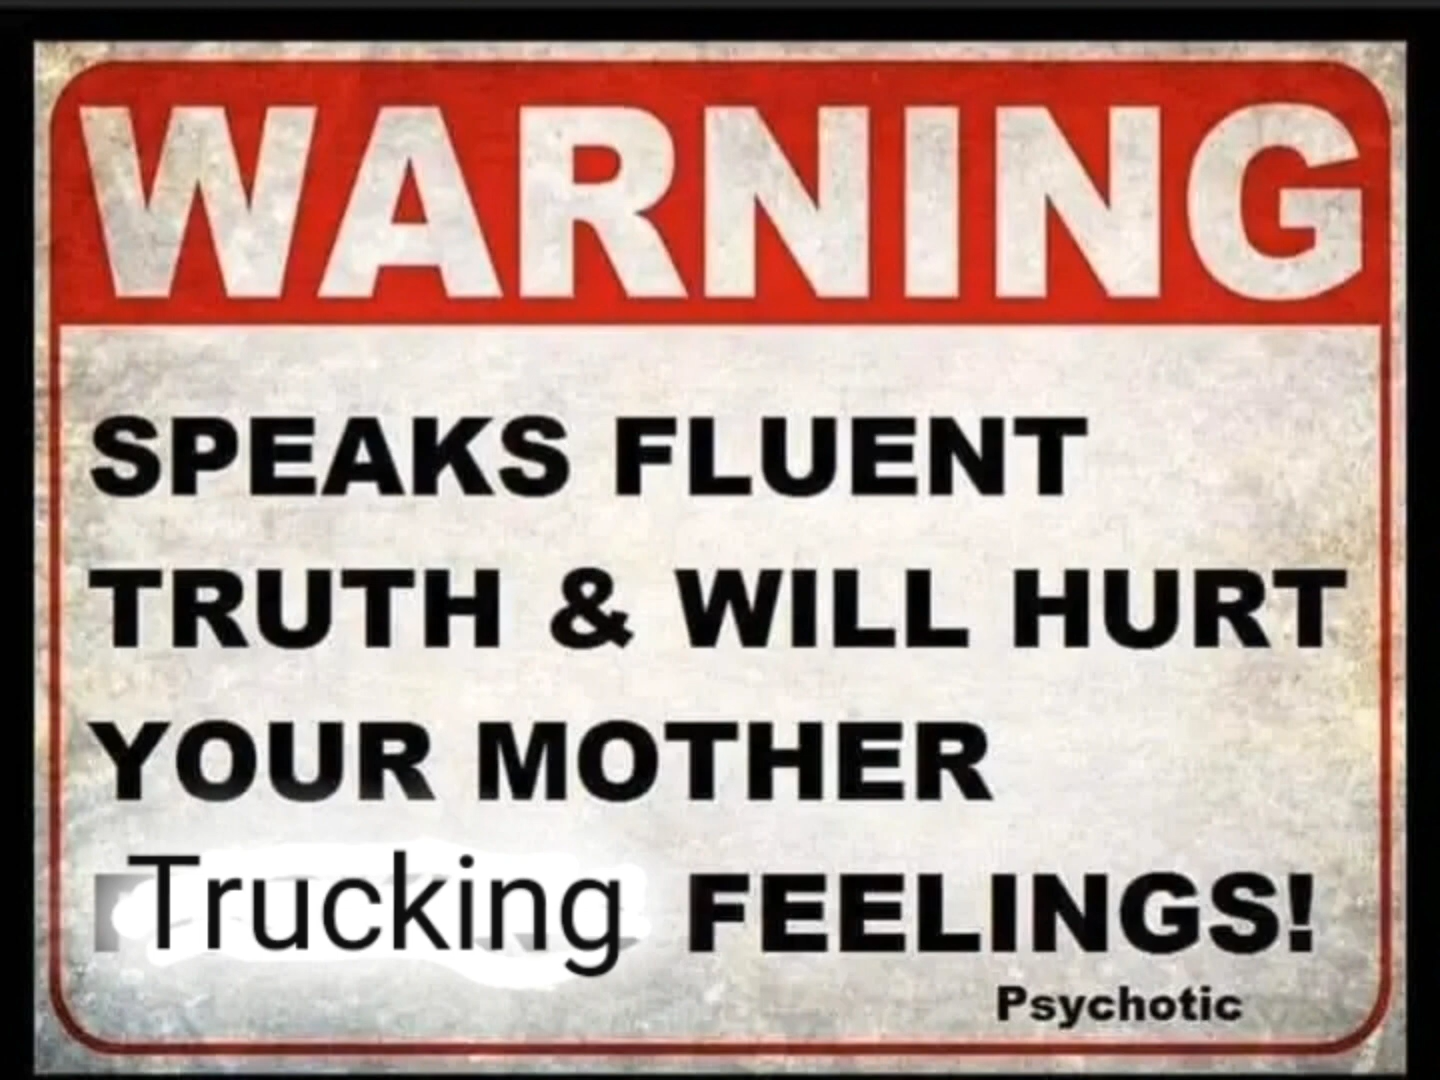 WARNING
SPEAKS FLUENT
TRUTH & WILL HURT
YOUR MOTHER
Trucking FEELINGS!
Psychotic